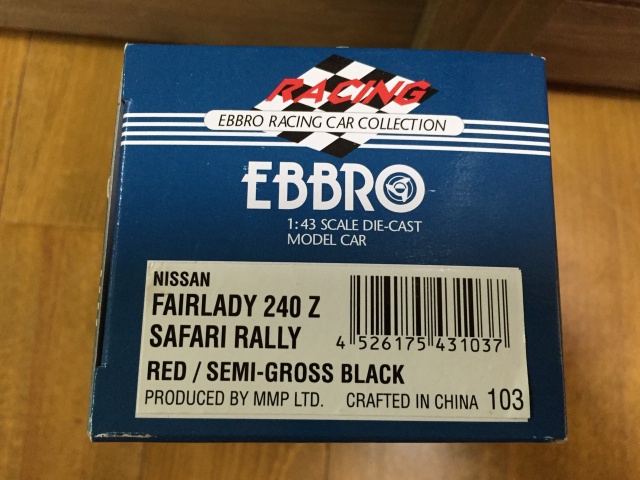 RACING
EBBRO RACING CAR COLLECTION
EBBRO
1:43 SCALE DIE-CAST
MODEL CAR
NISSAN
FAIRLADY 240 Z
SAFARI RALLY
4 526175 431037
RED / SEMI-GROSS BLACK
PRODUCED BY MMP LTD. CRAFTED IN CHINA 103